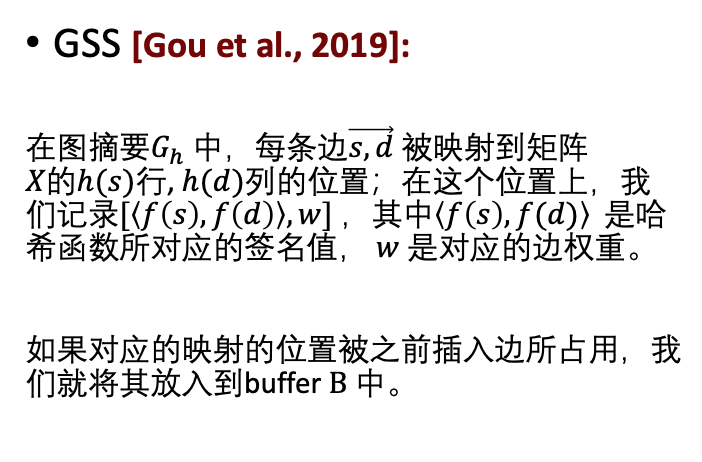 • GSS [Gou et al., 2019]:
在图摘要𝐺ₕ 中，每条边$\overrightarrow{s,d}$ 被映射到矩阵
𝑋的ℎ(𝑠)行, ℎ(𝑑)列的位置；在这个位置上，我
们记录[⟨𝑓(𝑠), 𝑓(𝑑)⟩, 𝑤] ，其中⟨𝑓(𝑠), 𝑓(𝑑)⟩ 是哈
希函数所对应的签名值， 𝑤 是对应的边权重。
如果对应的映射的位置被之前插入边所占用，我
们就将其放入到buffer B 中。